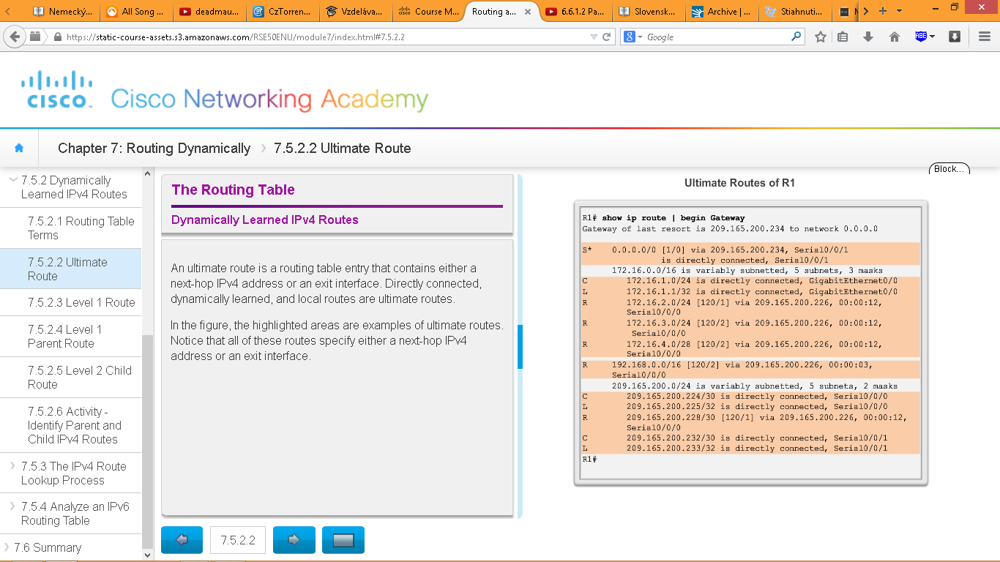 Nemecký...
All Song ...
deadmau...
CzTorren...
Vzdeláva...
Course M...
Routing a...
6.6.1.2 Pa...
Slovensk...
Archive | ...
Stiahnuti...
https://static-course-assets.s3.amazonaws.com/RSE50ENU/module7/index.html#7.5.2.2
Google
ABE
CISCO
Cisco Networking Academy
Chapter 7: Routing Dynamically
7.5.2.2 Ultimate Route
Block...
7.5.2 Dynamically
Learned IPv4 Routes
7.5.2.1 Routing Table
Terms
7.5.2.2 Ultimate
Route
7.5.2.3 Level 1 Route
7.5.2.4 Level 1
Parent Route
7.5.2.5 Level 2 Child
Route
7.5.2.6 Activity -
Identify Parent and
Child IPv4 Routes
7.5.3 The IPv4 Route
Lookup Process
7.5.4 Analyze an IPv6
Routing Table
7.6 Summary
The Routing Table
Dynamically Learned IPv4 Routes
An ultimate route is a routing table entry that contains either a
next-hop IPv4 address or an exit interface. Directly connected,
dynamically learned, and local routes are ultimate routes.
In the figure, the highlighted areas are examples of ultimate routes.
Notice that all of these routes specify either a next-hop IPv4
address or an exit interface.
7.5.2.2
Ultimate Routes of R1
R1# show ip route | begin Gateway
Gateway of last resort is 209.165.200.234 to network 0.0.0.0
S* 0.0.0.0/0 [1/0] via 209.165.200.234, Serial0/0/1
is directly connected, Serial0/0/1
172.16.0.0/16 is variably subnetted, 5 subnets, 3 masks
C 172.16.1.0/24 is directly connected, GigabitEthernet0/0
L 172.16.1.1/32 is directly connected, GigabitEthernet0/0
R 172.16.2.0/24 [120/1] via 209.165.200.226, 00:00:12,
Serial0/0/0
R 172.16.3.0/24 [120/2] via 209.165.200.226, 00:00:12,
Serial0/0/0
R 172.16.4.0/28 [120/2] via 209.165.200.226, 00:00:12,
Serial0/0/0
R 192.168.0.0/16 [120/2] via 209.165.200.226, 00:00:03,
Serial0/0/0
209.165.200.0/24 is variably subnetted, 5 subnets, 2 masks
C 209.165.200.224/30 is directly connected, Serial0/0/0
L 209.165.200.225/32 is directly connected, Serial0/0/0
R 209.165.200.228/30 [120/1] via 209.165.200.226, 00:00:12,
Serial0/0/0
C 209.165.200.232/30 is directly connected, Serial0/0/1
L 209.165.200.233/32 is directly connected, Serial0/0/1
R1#